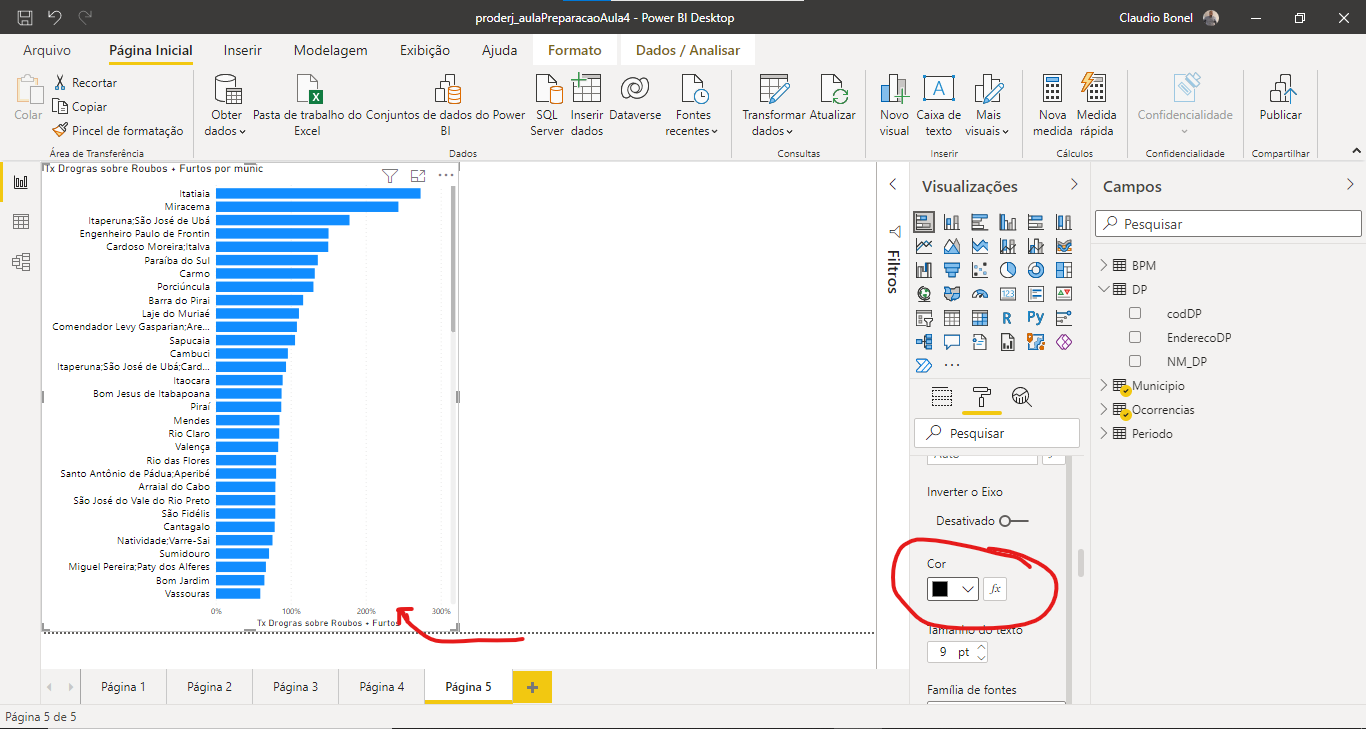 proderj_aulaPreparacaoAula4 - Power BI Desktop
Claudio Bonel
Arquivo
Página Inicial
Inserir
Modelagem
Exibição
Ajuda
Formato
Dados / Analisar
Colar
Recortar
Copiar
Pincel de formatação
Área de Transferência
Obter
dados
Pasta de trabalho do
Excel
Conjuntos de dados do Power
BI
SQL
Server
Inserir
dados
Dataverse
Fontes
recentes
Dados
Transformar
dados
Atualizar
Consultas
Novo
visual
Caixa de
texto
Mais
visuais
Inserir
Nova
medida
Medida
rápida
Cálculos
Confidencialidade
Confidencialidade
Publicar
Compartilhar
Tx Drogras sobre Roubos + Furtos por munic
Itatiaia
Miracema
Itaperuna;São José de Ubá
Engenheiro Paulo de Frontin
Cardoso Moreira;Italva
Paraíba do Sul
Carmo
Porciúncula
Barra do Pirai
Laje do Muriaé
Comendador Levy Gasparian;Are...
Sapucaia
Cambuci
Itaperuna;São José de Ubá;Card...
Itaocara
Bom Jesus de Itabapoana
Piraí
Mendes
Rio Claro
Valença
Rio das Flores
Santo Antônio de Pádua;Aperibé
Arraial do Cabo
São José do Vale do Rio Preto
São Fidélis
Cantagalo
Natividade;Varre-Sai
Sumidouro
Miguel Pereira;Paty dos Alferes
Bom Jardim
Vassouras
0%
100%
200%
300%
Tx Drogras sobre Roubos + Furtos
Filtros
Visualizações
123
R
Py
Pesquisar
Auto
Inverter o Eixo
Desativado
Cor
fx
Tamanho do texto
9 pt
Família de fontes
Campos
Pesquisar
BPM
DP
codDP
EnderecoDP
NM_DP
Municipio
Ocorrencias
Periodo
Página 1
Página 2
Página 3
Página 4
Página 5
Página 5 de 5